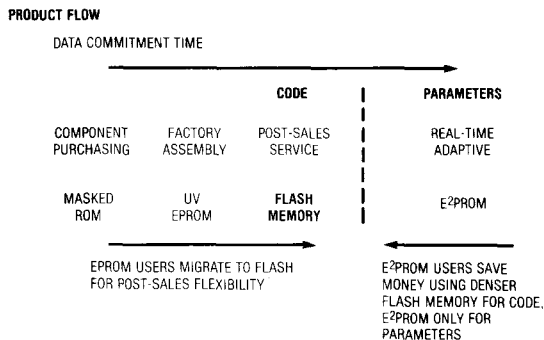 PRODUCT FLOW
DATA COMMITMENT TIME
CODE PARAMETERS
COMPONENT FACTORY POST-SALES REAL-TIME
PURCHASING ASSEMBLY SERVICE ADAPTIVE
MASKED UV FLASH E²PROM
ROM EPROM MEMORY
EPROM USERS MIGRATE TO FLASH
FOR POST-SALES FLEXIBILITY
E²PROM USERS SAVE
MONEY USING DENSER
FLASH MEMORY FOR CODE,
E²PROM ONLY FOR
PARAMETERS